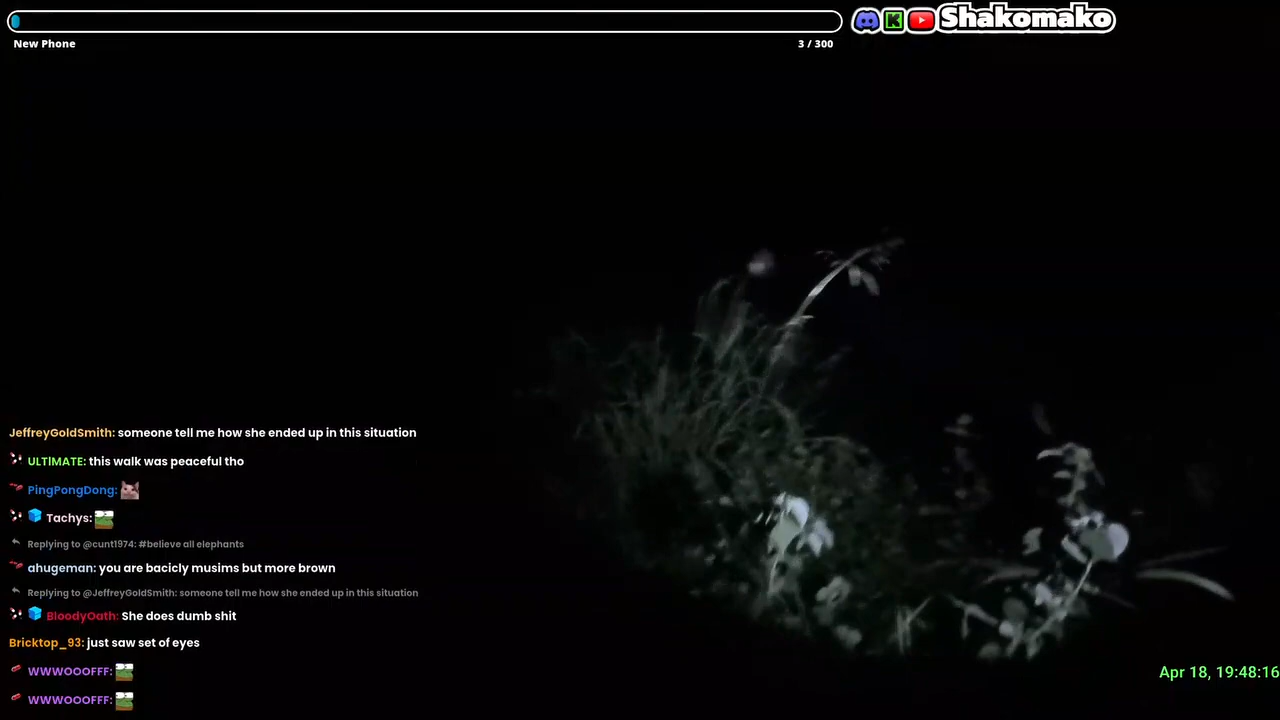 Shakomako
New Phone
3 / 300
JeffreyGoldSmith: someone tell me how she ended up in this situation
ULTIMATE: this walk was peaceful tho
PingPongDong:
Tachys:
Replying to @cunt1974: #believe all elephants
ahugeman: you are bacicly musims but more brown
Replying to @JeffreyGoldSmith: someone tell me how she ended up in this situation
BloodyOath: She does dumb shit
Bricktop_93: just saw set of eyes
WWWOOOFFF:
WWWOOOFFF:
Apr 18, 19:48:16